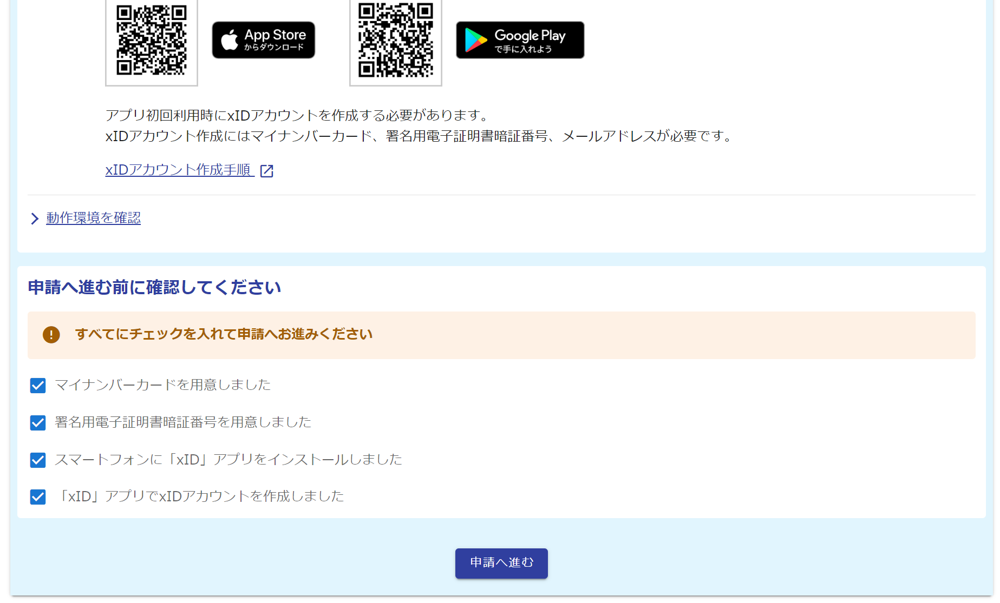 App Store
からダウンロード
Google Play
で手に入れよう
アプリ初回利用時にxIDアカウントを作成する必要があります。
xIDアカウント作成にはマイナンバーカード、署名用電子証明書暗証番号、メールアドレスが必要です。
xIDアカウント作成手順
動作環境を確認
申請へ進む前に確認してください
すべてにチェックを入れて申請へお進みください
マイナンバーカードを用意しました
署名用電子証明書暗証番号を用意しました
スマートフォンに「xID」アプリをインストールしました
「xID」アプリでxIDアカウントを作成しました
申請へ進む